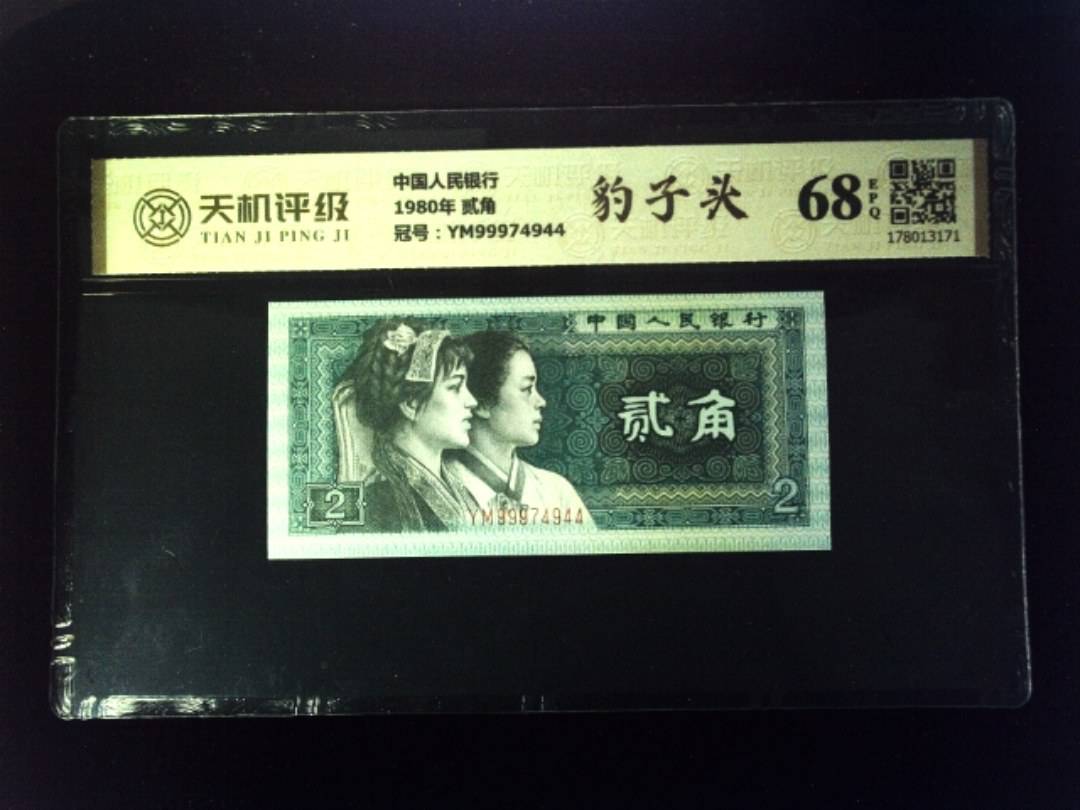 天机评级
TIAN JI PING JI
中国人民银行
1980年 贰角
冠号：YM99974944
豹子头
68
EPQ
178013171
中国人民银行
贰角
2
2
YM99974944